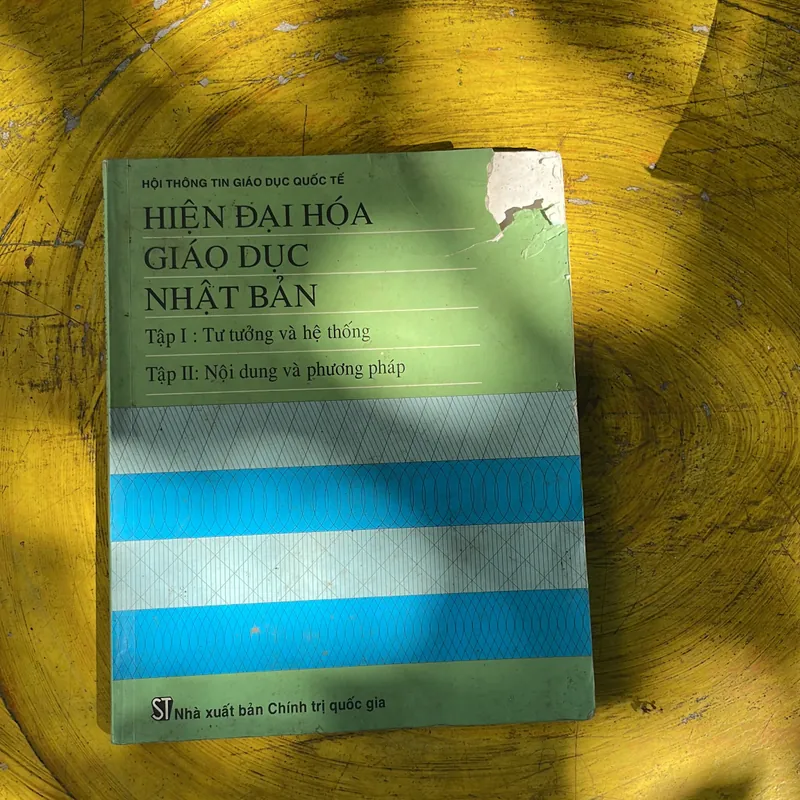 HỘI THÔNG TIN GIÁO DỤC QUỐC TẾ
HIỆN ĐẠI HÓA
GIÁO DỤC
NHẬT BẢN
Tập I : Tư tưởng và hệ thống
Tập II: Nội dung và phương pháp
ST Nhà xuất bản Chính trị quốc gia